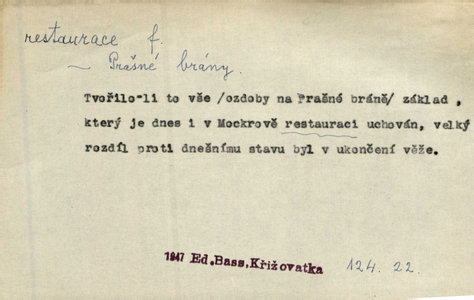 restaurace f.
~ Prašné brány.
Tvořilo-li to vše /ozdoby na Prašné bráně/ základ ,
který je dnes i v Mockrově restauraci uchován, velký
rozdíl proti dnešnímu stavu byl v ukončení věže.
1947 Ed. Bass, Křižovatka 124. 22.